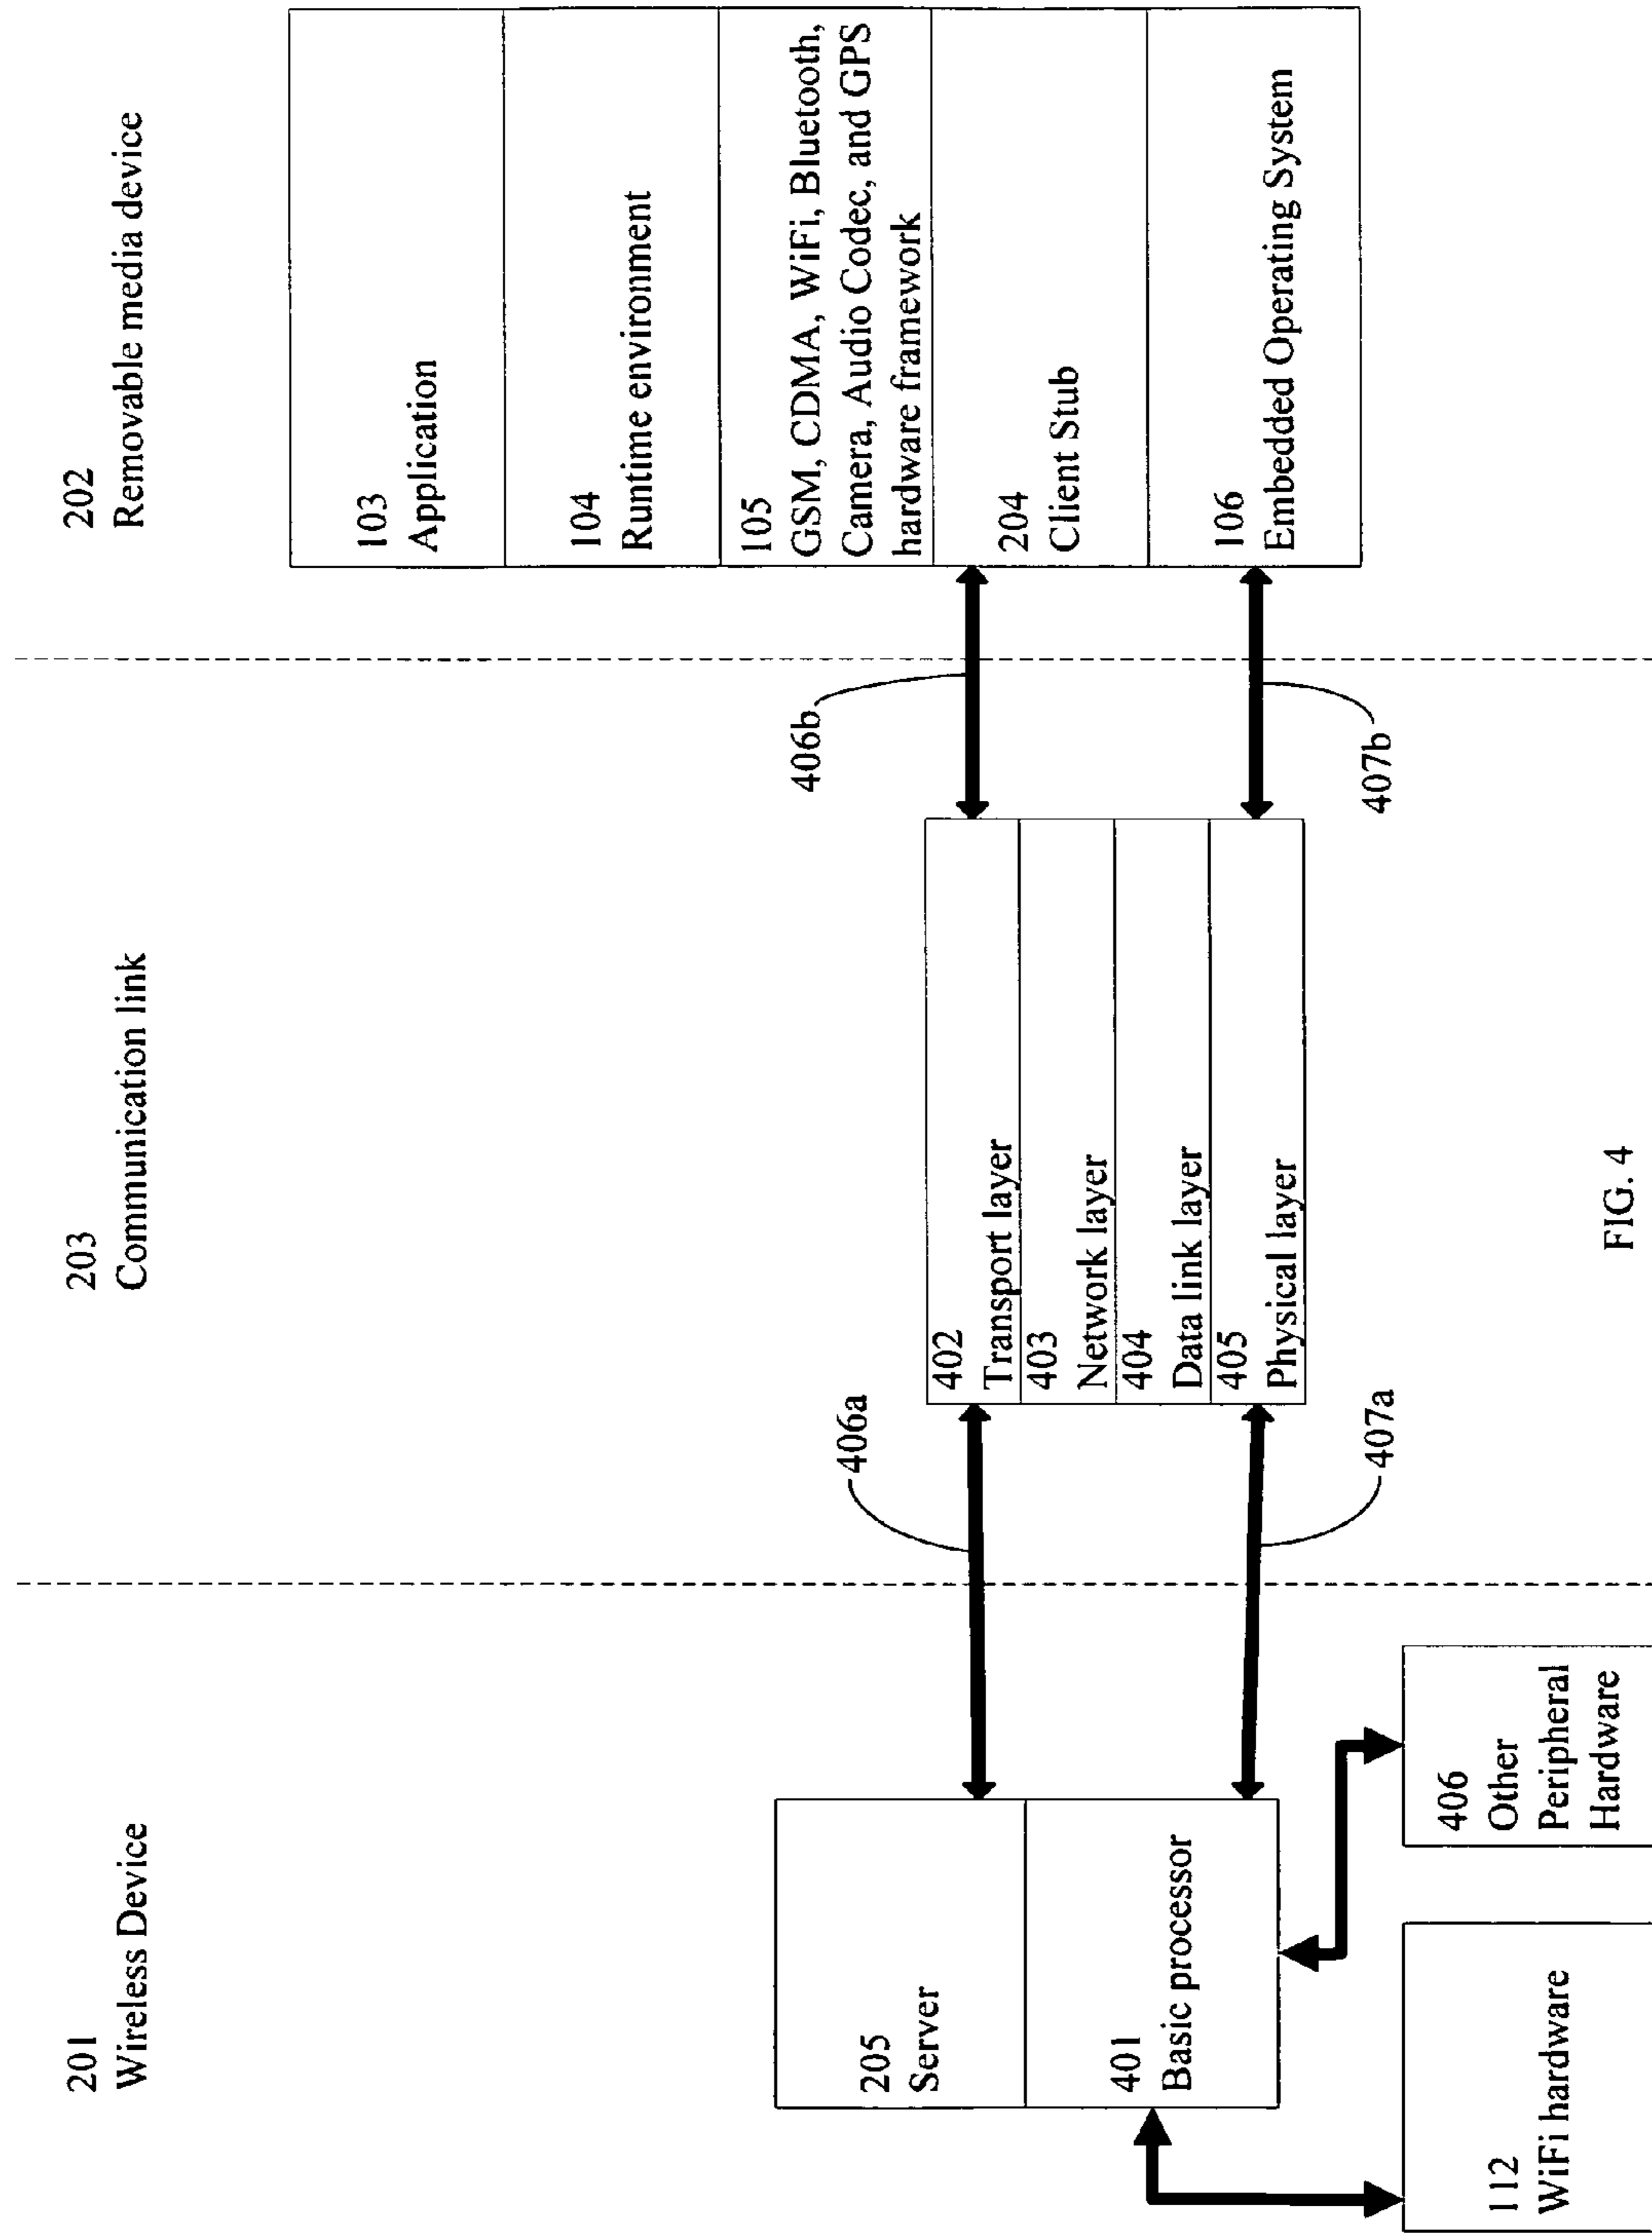 201
Wireless Device
203
Communication link
202
Removable media device
205
Server
401
Basic processor
112
WiFi hardware
406
Other
Peripheral
Hardware
406a
407a
402
Transport layer
403
Network layer
404
Data link layer
405
Physical layer
406b
407b
103
Application
104
Runtime environment
105
GSM, CDMA, WiFi, Bluetooth,
Camera, Audio Codec, and GPS
hardware framework
204
Client Stub
106
Embedded Operating System
FIG. 4